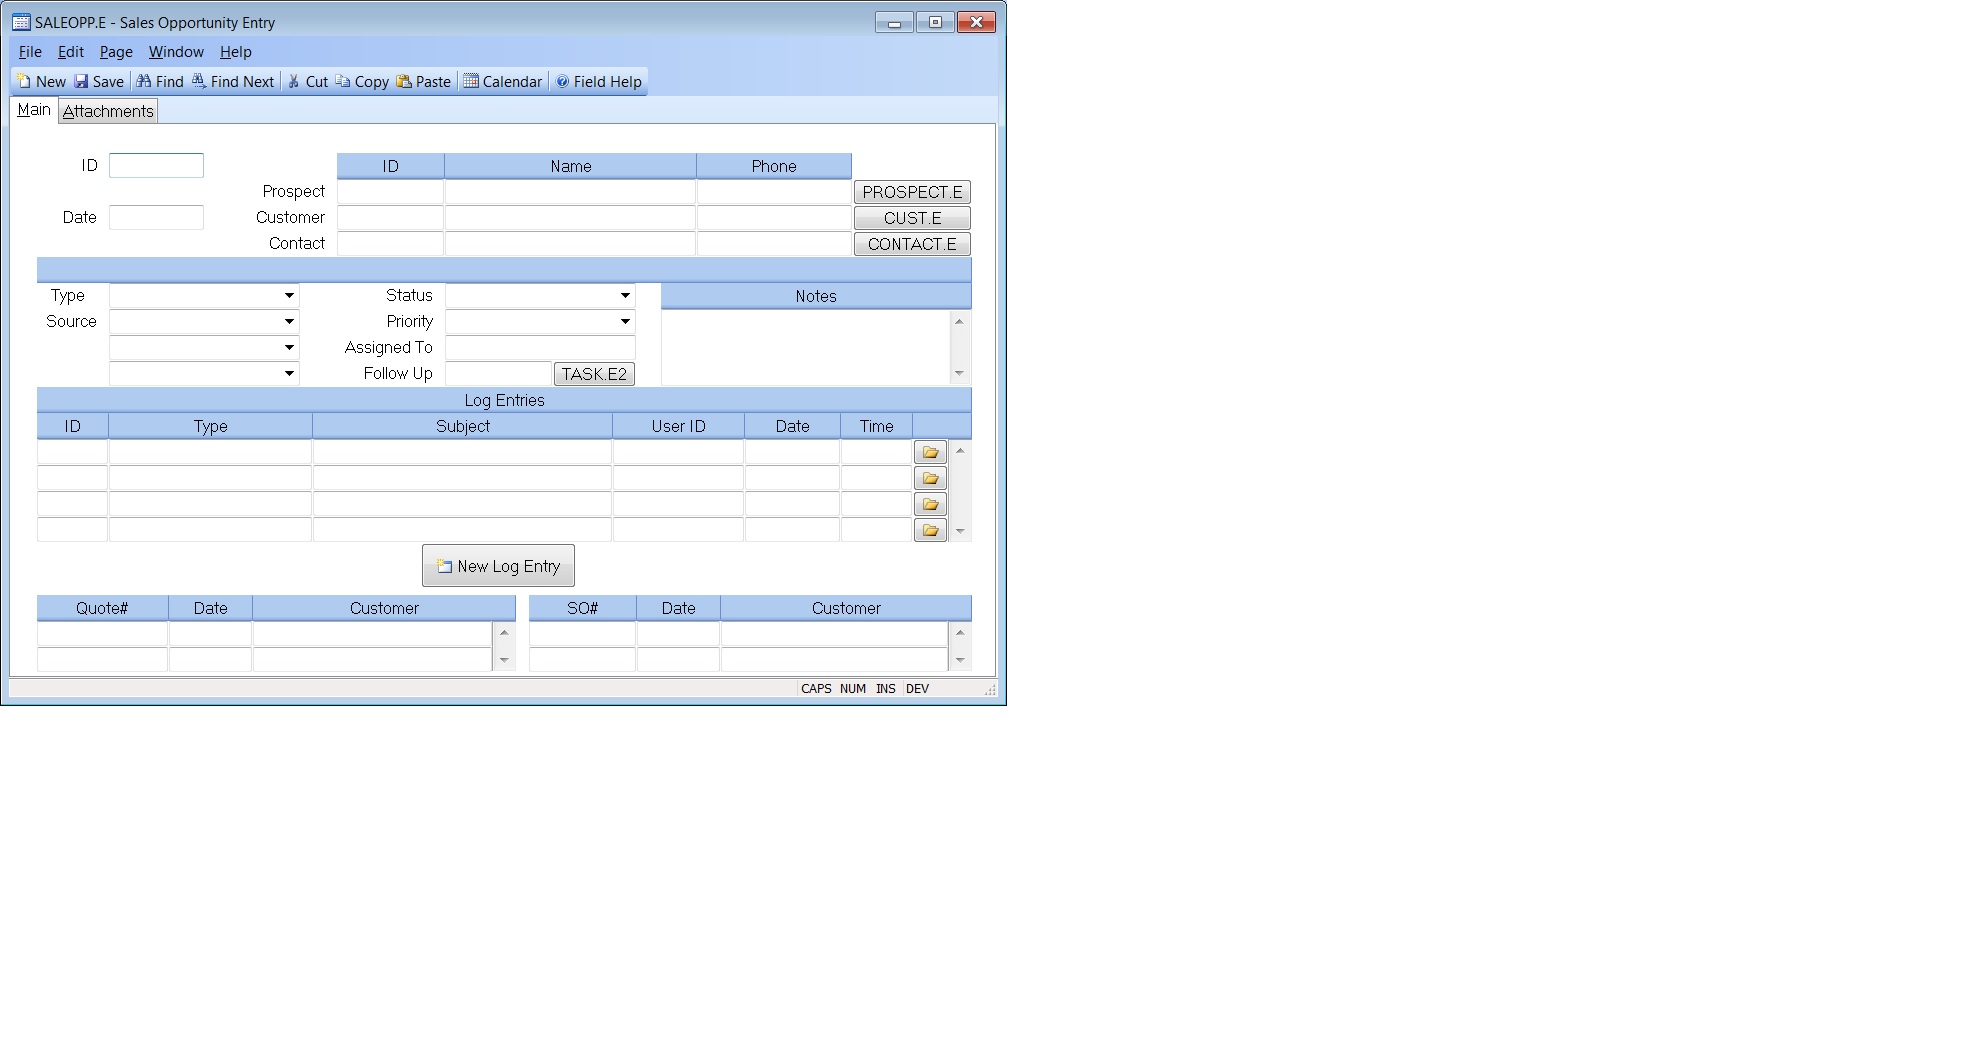 SALEOPP.E - Sales Opportunity Entry
File Edit Page Window Help
New Save Find Find Next Cut Copy Paste Calendar Field Help
Main Attachments
ID ID Name Phone
Prospect PROSPECT.E
Date Customer CUST.E
Contact CONTACT.E
Type Status Notes
Source Priority
Assigned To
Follow Up TASK.E2
Log Entries
ID Type Subject User ID Date Time
New Log Entry
Quote# Date Customer SO# Date Customer
CAPS NUM INS DEV